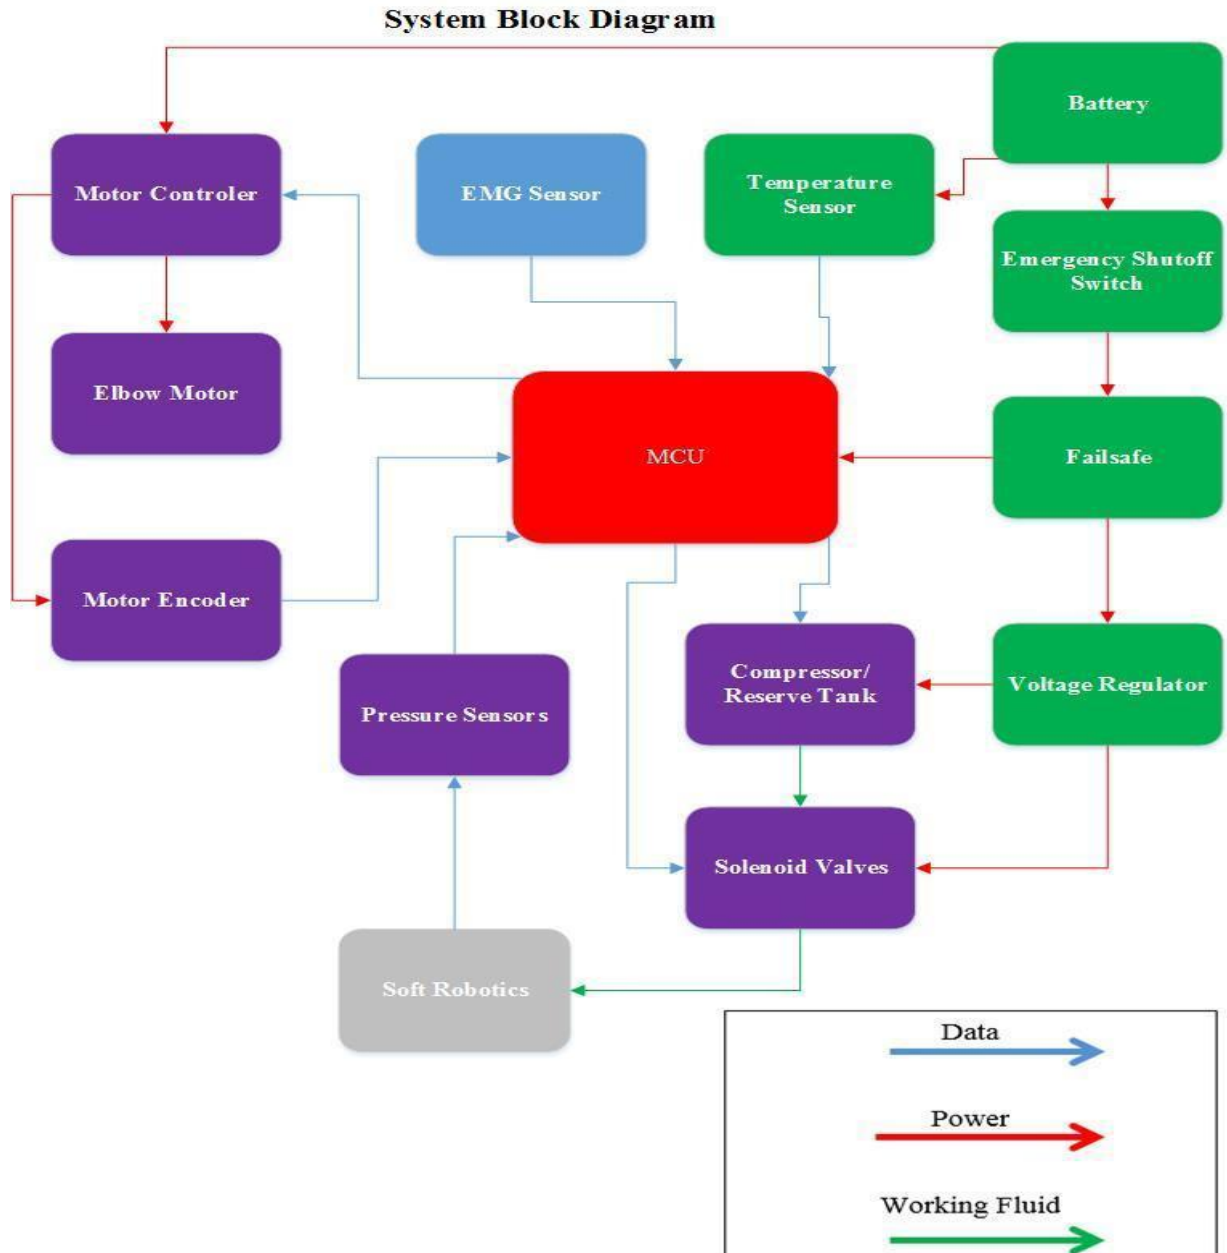 System Block Diagram
Battery
Motor Controler
EMG Sensor
Temperature
Sensor
Emergency Shutoff
Switch
Elbow Motor
MCU
Failsafe
Motor Encoder
Compressor/
Reserve Tank
Voltage Regulator
Pressure Sensors
Solenoid Valves
Soft Robotics
Data
Power
Working Fluid